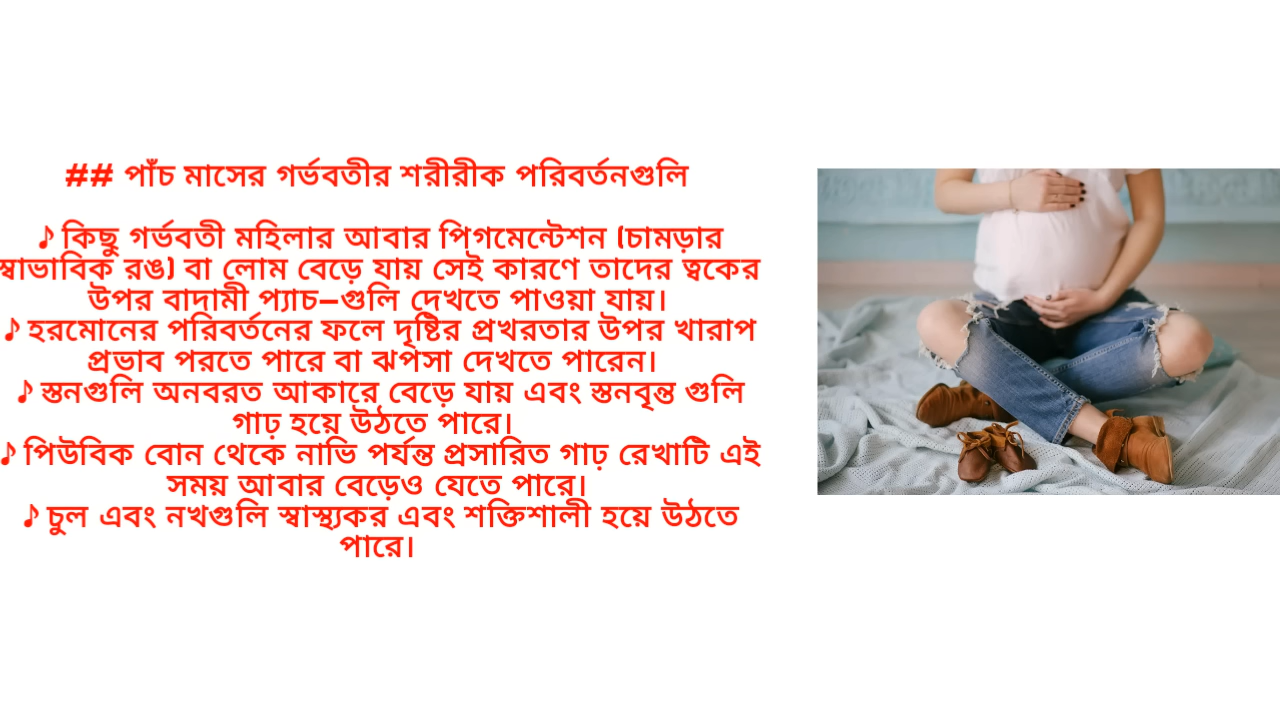 ## পাঁচ মাসের গর্ভবতীর শরীরীক পরিবর্তনগুলি
♪ কিছু গর্ভবতী মহিলার আবার পিগমেন্টেশন (চামড়ার
স্বাভাবিক রঙ) বা লোম বেড়ে যায় সেই কারণে তাদের ত্বকের
উপর বাদামী প্যাচ–গুলি দেখতে পাওয়া যায়।
♪ হরমোনের পরিবর্তনের ফলে দৃষ্টির প্রখরতার উপর খারাপ
প্রভাব পরতে পারে বা ঝপসা দেখতে পারেন।
♪ স্তনগুলি অনবরত আকারে বেড়ে যায় এবং স্তনবৃন্ত গুলি
গাঢ় হয়ে উঠতে পারে।
♪ পিউবিক বোন থেকে নাভি পর্যন্ত প্রসারিত গাঢ় রেখাটি এই
সময় আবার বেড়েও যেতে পারে।
♪ চুল এবং নখগুলি স্বাস্থ্যকর এবং শক্তিশালী হয়ে উঠতে
পারে।